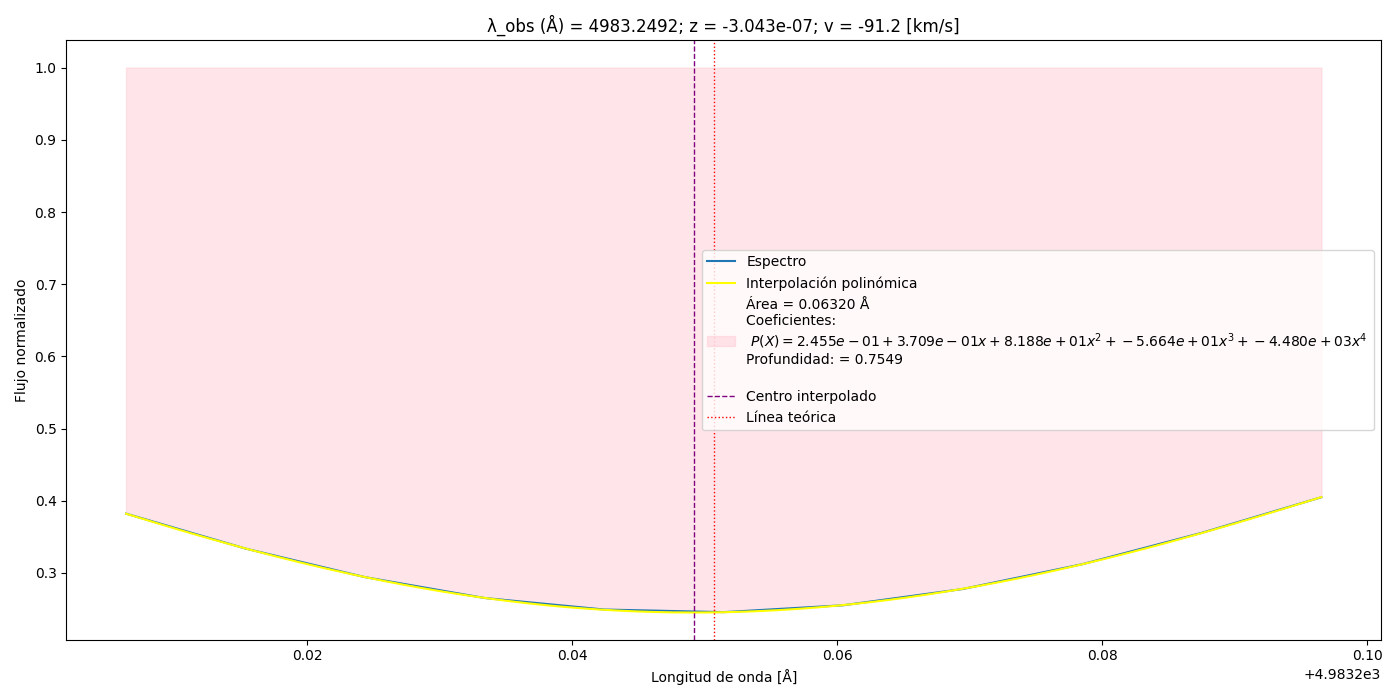 λ_obs (Å) = 4983.2492; z = -3.043e-07; v = -91.2 [km/s]
Flujo normalizado
1.0
0.9
0.8
0.7
0.6
0.5
0.4
0.3
Espectro
Interpolación polinómica
Área = 0.06320 Å
Coeficientes:
P(X) = 2.455e − 01 + 3.709e − 01x + 8.188e + 01x² + − 5.664e + 01x³ + − 4.480e + 03x⁴
Profundidad: = 0.7549
Centro interpolado
Línea teórica
0.02 0.04 0.06 0.08 0.10
+4.9832e3
Longitud de onda [Å]